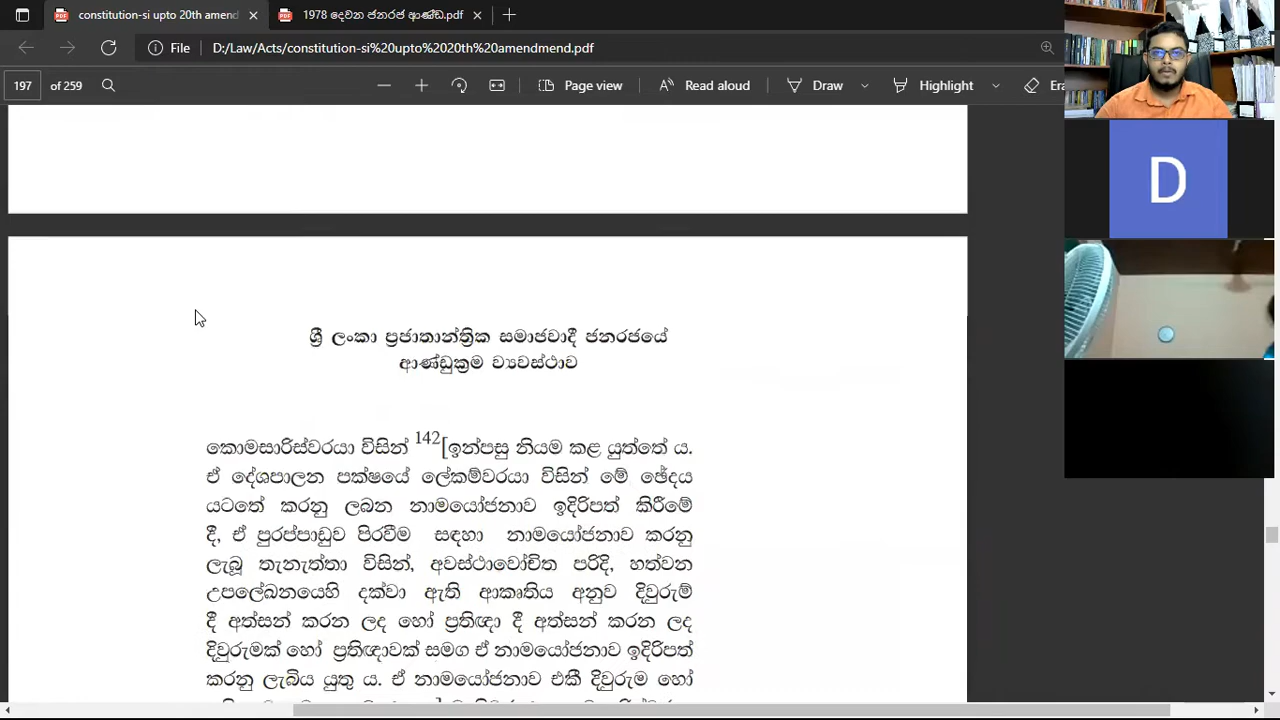 constitution-si upto 20th amend
1978 දෙවන ජනරජ ආණ්ඩු.pdf
File
D:/Law/Acts/constitution-si%20upto%2020th%20amendmend.pdf
197 of 259
Page view
Read aloud
Draw
Highlight
Era
D
ශ්‍රී ලංකා ප්‍රජාතාන්ත්‍රික සමාජවාදී ජනරජයේ
ආණ්ඩුක්‍රම ව්‍යවස්ථාව
කොමසාරිස්වරයා විසින් 142[ඉන්පසු නියම කළ යුත්තේ ය.
ඒ දේශපාලන පක්ෂයේ ලේකම්වරයා විසින් මේ ඡේදය
යටතේ කරනු ලබන නාමයෝජනාව ඉදිරිපත් කිරීමේ
දී, ඒ පුරප්පාඩුව පිරවීම සඳහා නාමයෝජනාව කරනු
ලැබූ තැනැත්තා විසින්, අවස්ථාවෝචිත පරිදි, හත්වන
උපලේඛනයෙහි දක්වා ඇති ආකෘතිය අනුව දිවුරුම්
දී අත්සන් කරන ලද හෝ ප්‍රතිඥා දී අත්සන් කරන ලද
දිවුරුමක් හෝ ප්‍රතිඥාවක් සමග ඒ නාමයෝජනාව ඉදිරිපත්
කරනු ලැබිය යුතු ය. ඒ නාමයෝජනාව එකී දිවුරුම හෝ